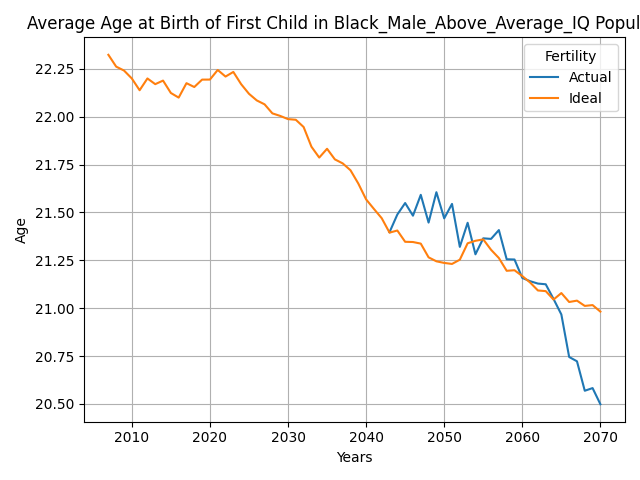 Average Age at Birth of First Child in Black_Male_Above_Average_IQ Popul
Fertility
Actual
Ideal
22.25
22.00
21.75
21.50
21.25
21.00
20.75
20.50
Age
2010 2020 2030 2040 2050 2060 2070
Years